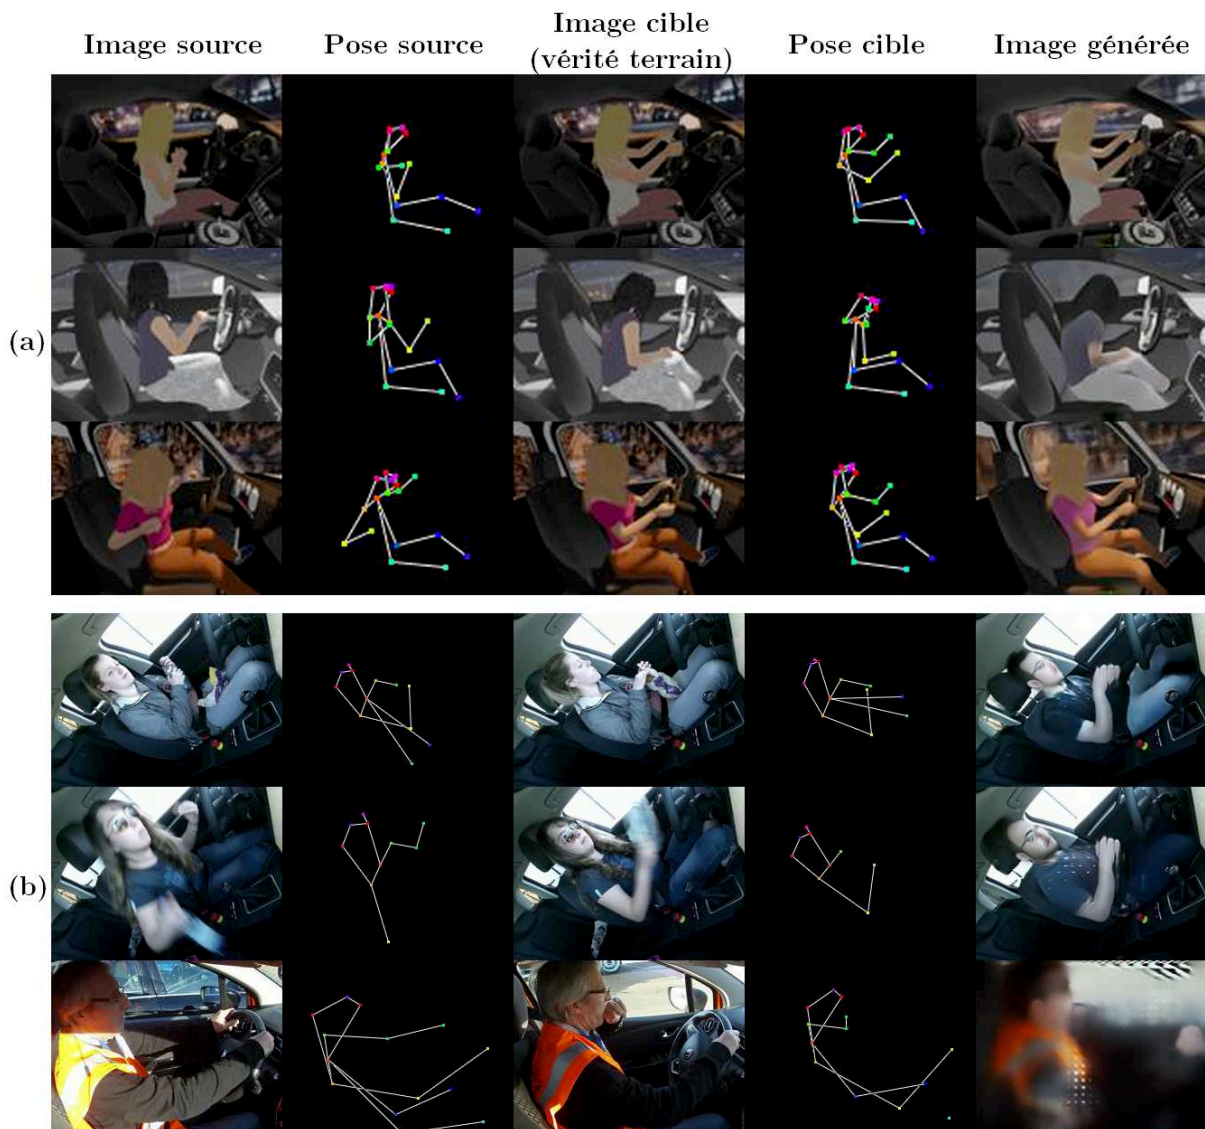 Image source
Pose source
Image cible
(vérité terrain)
Pose cible
Image générée
(a)
(b)